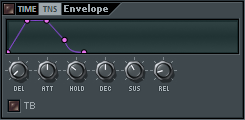 TIME TNS Envelope
DEL ATT HOLD DEC SUS REL
TB